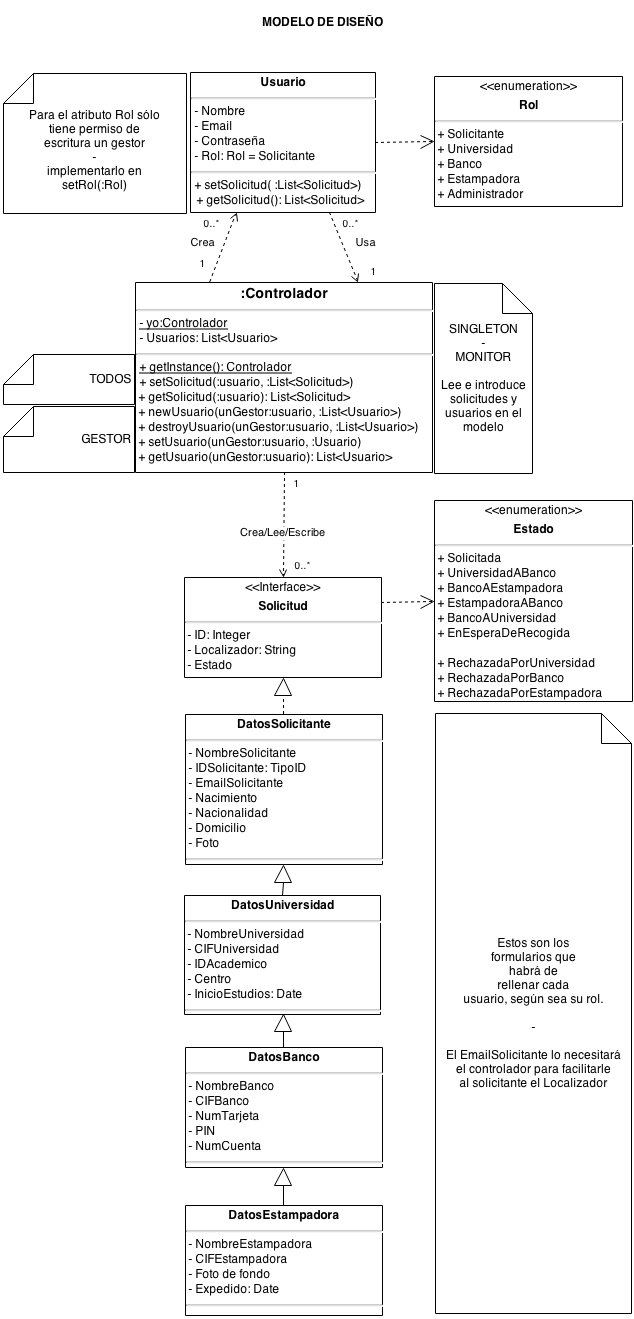 MODELO DE DISEÑO
Para el atributo Rol sólo
tiene permiso de
escritura un gestor
-
implementarlo en
setRol(:Rol)
Usuario
- Nombre
- Email
- Contraseña
- Rol: Rol = Solicitante
+ setSolicitud( :List<Solicitud>)
+ getSolicitud(): List<Solicitud>
<<enumeration>>
Rol
+ Solicitante
+ Universidad
+ Banco
+ Estampadora
+ Administrador
0..*
Crea
1
0..*
Usa
1
:Controlador
- yo:Controlador
- Usuarios: List<Usuario>
+ getInstance(): Controlador
+ setSolicitud(:usuario, :List<Solicitud>)
+ getSolicitud(:usuario): List<Solicitud>
+ newUsuario(unGestor:usuario, :List<Usuario>)
+ destroyUsuario(unGestor:usuario, :List<Usuario>)
+ setUsuario(unGestor:usuario, :Usuario)
+ getUsuario(unGestor:usuario): List<Usuario>
TODOS
GESTOR
SINGLETON
-
MONITOR
Lee e introduce
solicitudes y
usuarios en el
modelo
1
Crea/Lee/Escribe
0..*
<<Interface>>
Solicitud
- ID: Integer
- Localizador: String
- Estado
<<enumeration>>
Estado
+ Solicitada
+ UniversidadABanco
+ BancoAEstampadora
+ EstampadoraABanco
+ BancoAUniversidad
+ EnEsperaDeRecogida
+ RechazadaPorUniversidad
+ RechazadaPorBanco
+ RechazadaPorEstampadora
DatosSolicitante
- NombreSolicitante
- IDSolicitante: TipoID
- EmailSolicitante
- Nacimiento
- Nacionalidad
- Domicilio
- Foto
DatosUniversidad
- NombreUniversidad
- CIFUniversidad
- IDAcademico
- Centro
- InicioEstudios: Date
DatosBanco
- NombreBanco
- CIFBanco
- NumTarjeta
- PIN
- NumCuenta
DatosEstampadora
- NombreEstampadora
- CIFEstampadora
- Foto de fondo
- Expedido: Date
Estos son los
formularios que
habrá de
rellenar cada
usuario, según sea su rol.
-
El EmailSolicitante lo necesitará
el controlador para facilitarle
al solicitante el Localizador